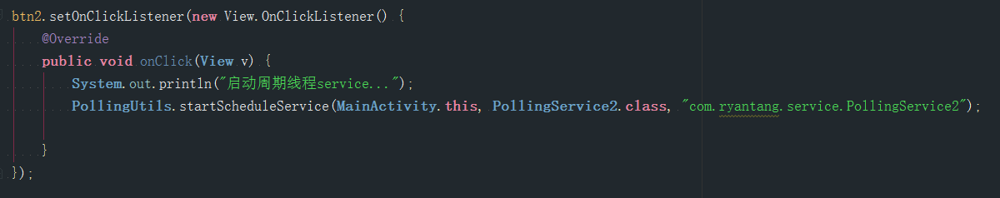 btn2.setOnClickListener(new View.OnClickListener() {
@Override
public void onClick(View v) {
System.out.println("启动周期线程service...");
PollingUtils.startScheduleService(MainActivity.this, PollingService2.class, "com.ryantang.service.PollingService2");
}
});